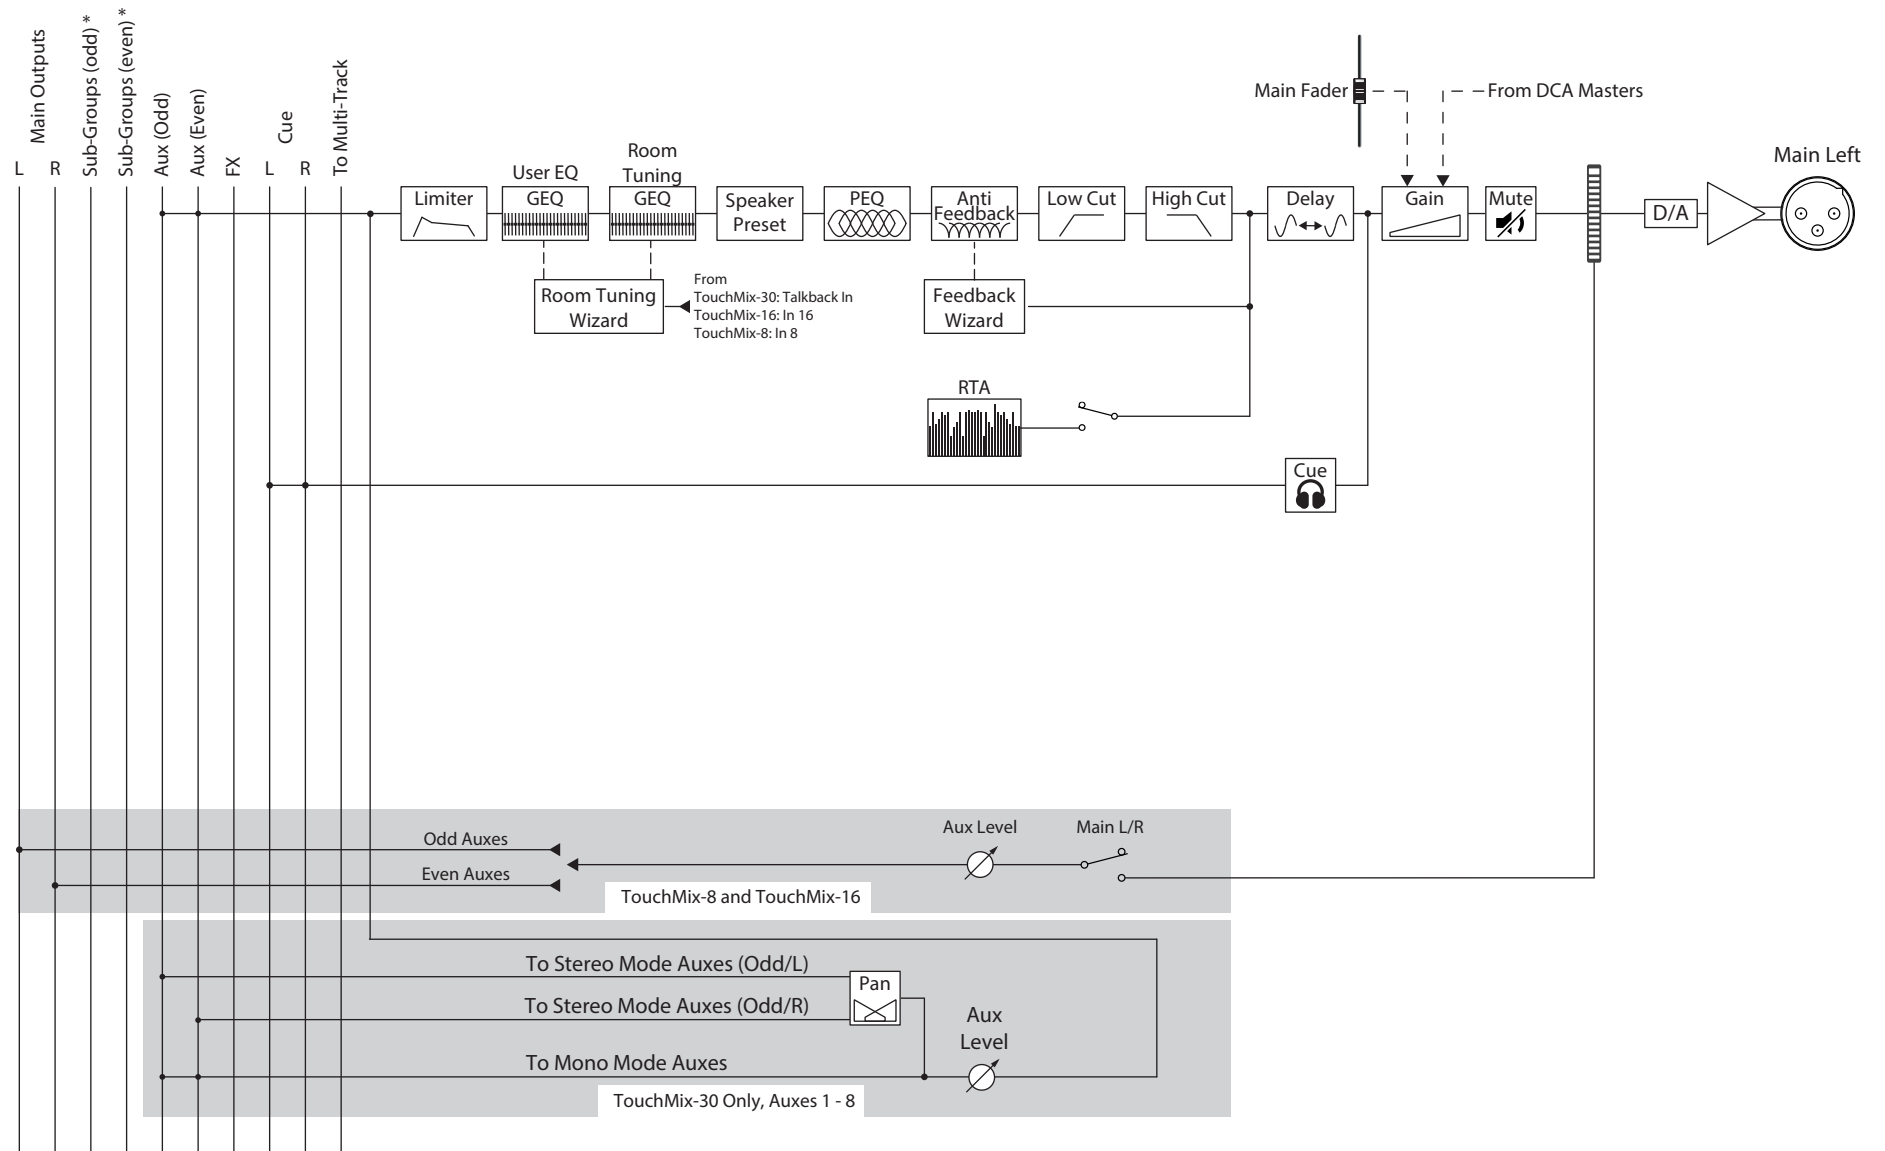 Main Outputs
L
R
Sub-Groups (odd) *
Sub-Groups (even) *
Aux (Odd)
Aux (Even)
FX
Cue
L
R
To Multi-Track
Main Fader
From DCA Masters
Main Left
Limiter
User EQ
GEQ
Room
Tuning
GEQ
Speaker
Preset
PEQ
Anti
Feedback
Low Cut
High Cut
Delay
Gain
Mute
D/A
Room Tuning
Wizard
From
TouchMix-30: Talkback In
TouchMix-16: In 16
TouchMix-8: In 8
Feedback
Wizard
RTA
Cue
Odd Auxes
Even Auxes
Aux Level
Main L/R
TouchMix-8 and TouchMix-16
To Stereo Mode Auxes (Odd/L)
To Stereo Mode Auxes (Odd/R)
Pan
Aux
Level
To Mono Mode Auxes
TouchMix-30 Only, Auxes 1 - 8